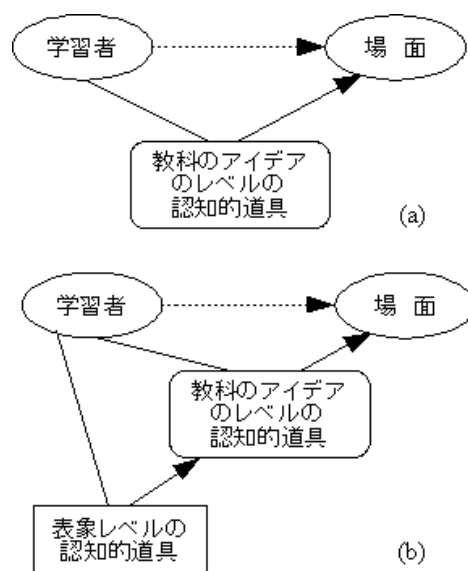 学習者
場 面
教科のアイデア
のレベルの
認知的道具
(a)
学習者
場 面
教科のアイデア
のレベルの
認知的道具
表象レベルの
認知的道具
(b)